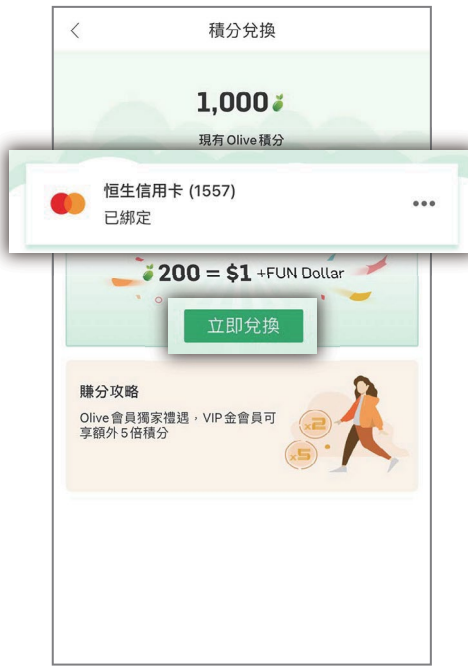 積分兌換
1,000
現有Olive積分
恒生信用卡 (1557)
已綁定
200 = $1 +FUN Dollar
立即兌換
賺分攻略
Olive會員獨家禮遇，VIP金會員可
享額外5倍積分
x2
x5